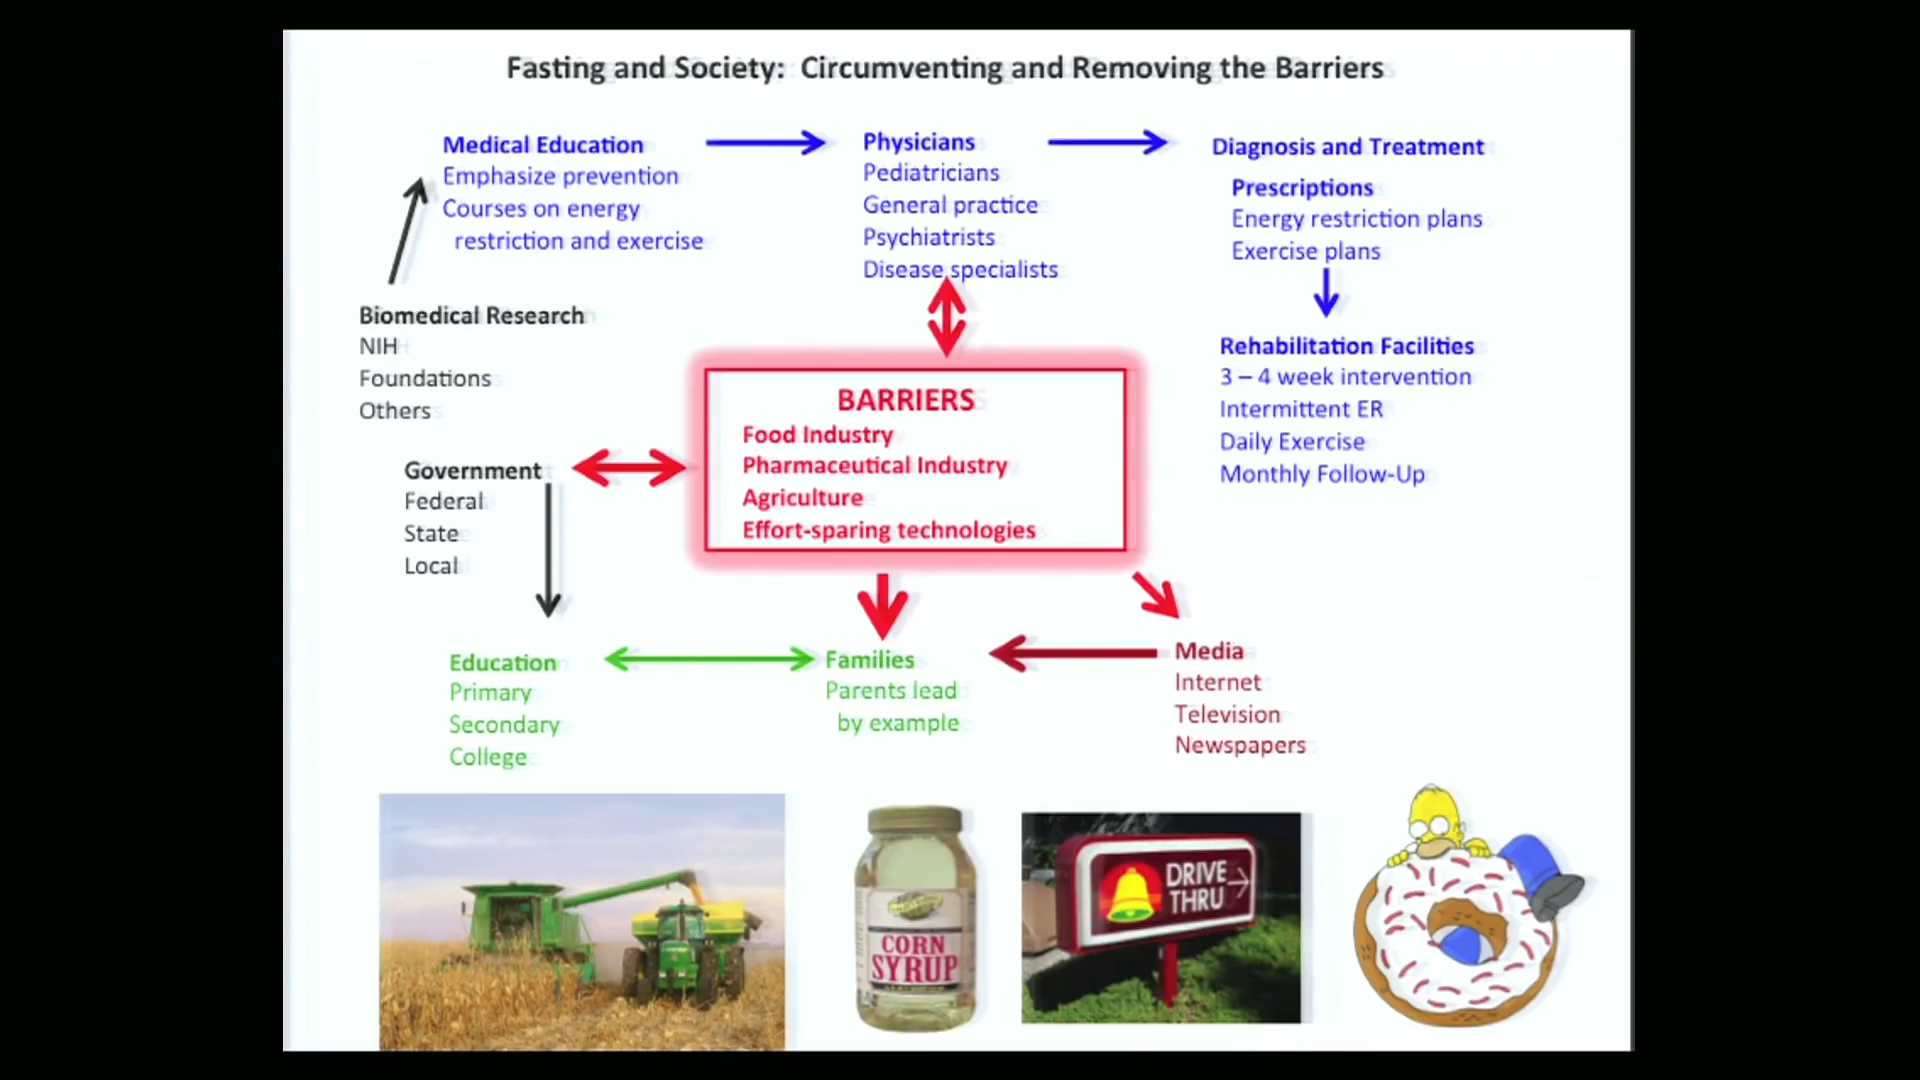 Fasting and Society: Circumventing and Removing the Barriers
Medical Education
Emphasize prevention
Courses on energy
restriction and exercise
Physicians
Pediatricians
General practice
Psychiatrists
Disease specialists
Diagnosis and Treatment
Prescriptions
Energy restriction plans
Exercise plans
Biomedical Research
NIH
Foundations
Others
Rehabilitation Facilities
3 – 4 week intervention
Intermittent ER
Daily Exercise
Monthly Follow-Up
BARRIERS
Food Industry
Pharmaceutical Industry
Agriculture
Effort-sparing technologies
Government
Federal
State
Local
Education
Primary
Secondary
College
Families
Parents lead
by example
Media
Internet
Television
Newspapers
CORN
SYRUP
DRIVE
THRU